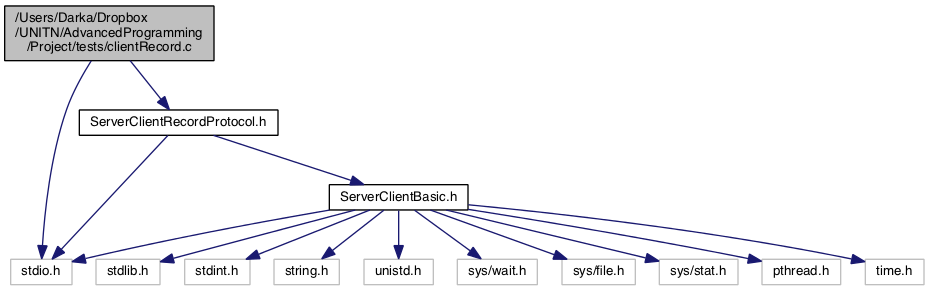 /Users/Darka/Dropbox
/UNITN/AdvancedProgramming
/Project/tests/clientRecord.c
ServerClientRecordProtocol.h
ServerClientBasic.h
stdio.h
stdlib.h
stdint.h
string.h
unistd.h
sys/wait.h
sys/file.h
sys/stat.h
pthread.h
time.h